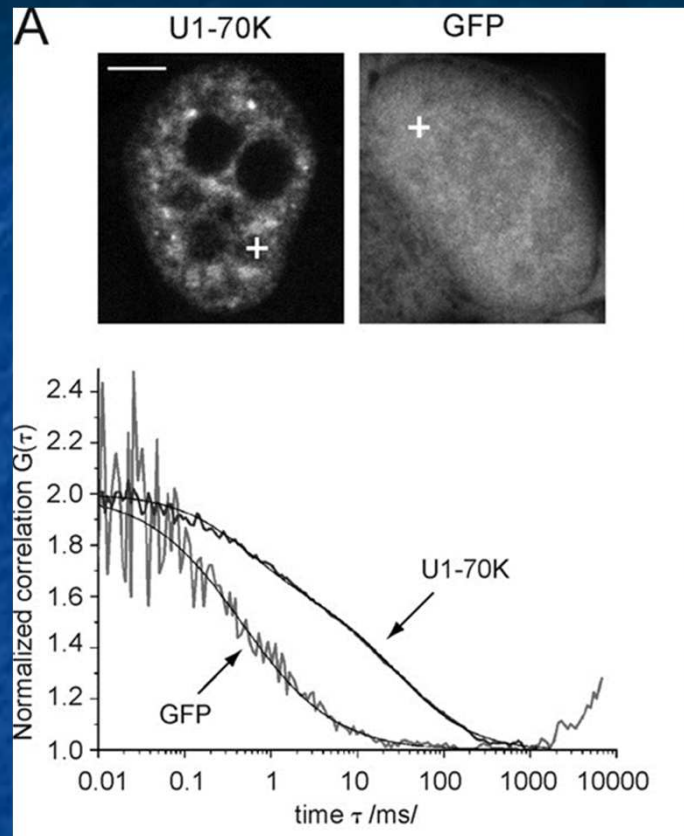 A
U1-70K
GFP
Normalized correlation G(τ)
2.4
2.2
2.0
1.8
1.6
1.4
1.2
1.0
U1-70K
GFP
0.01 0.1 1 10 100 1000 10000
time τ /ms/